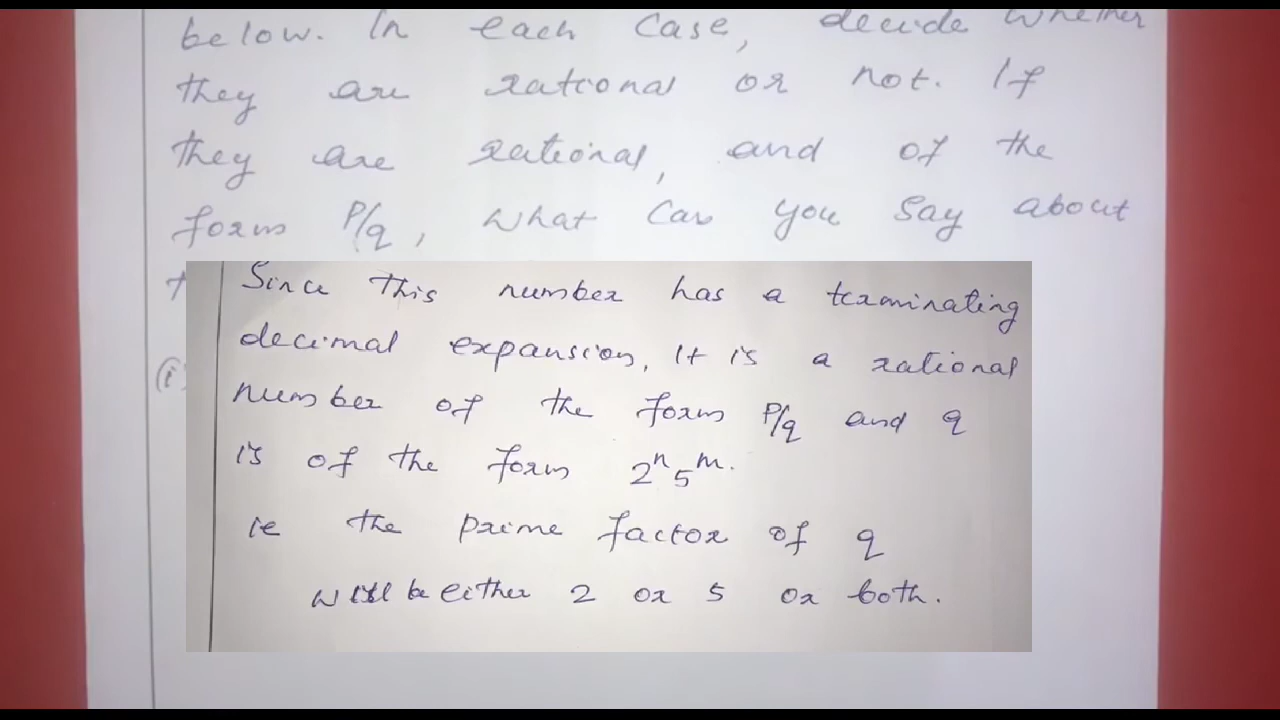 below. In each case, decide whether
they are rational or not. If
they are rational, and of the
form P/q, what can you say about
Since this number has a terminating
decimal expansion, It is a rational
number of the form P/q and q
is of the form 2ⁿ5ᵐ.
ie the prime factor of q
will be either 2 or 5 or both.